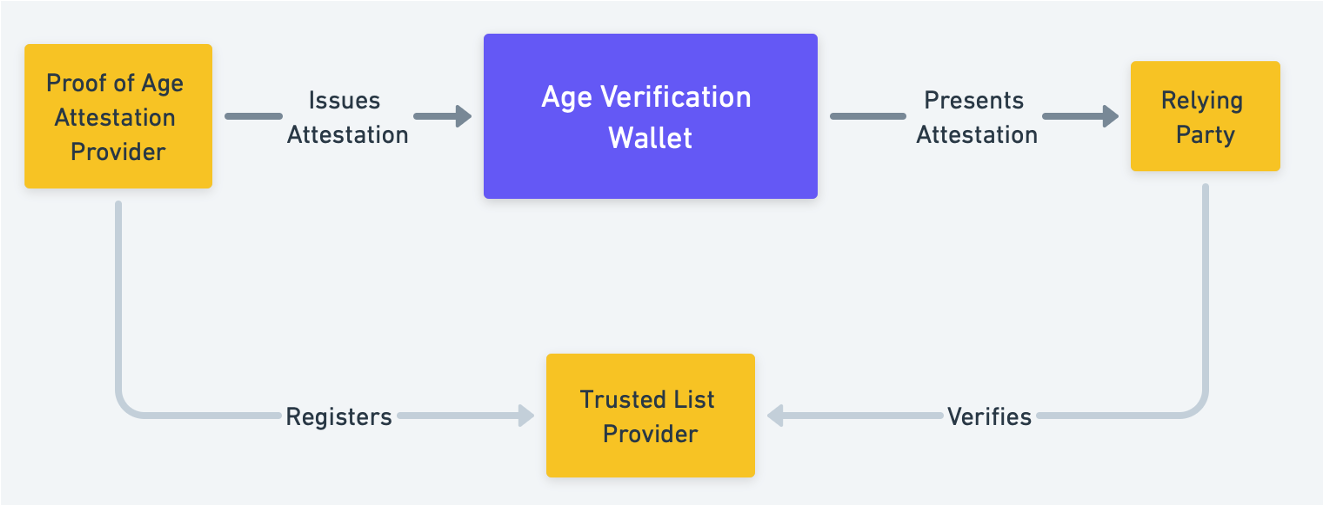 Proof of Age
Attestation
Provider
Issues
Attestation
Age Verification
Wallet
Presents
Attestation
Relying
Party
Registers
Trusted List
Provider
Verifies